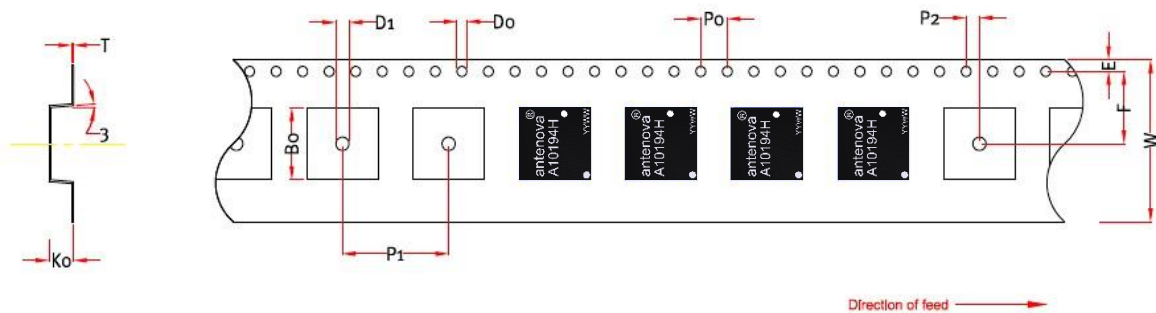 T
3
Ko
D1
Do
Po
P2
E
F
W
Bo
P1
® YYWW
antenova
A10194H
® YYWW
antenova
A10194H
® YYWW
antenova
A10194H
® YYWW
antenova
A10194H
Direction of feed